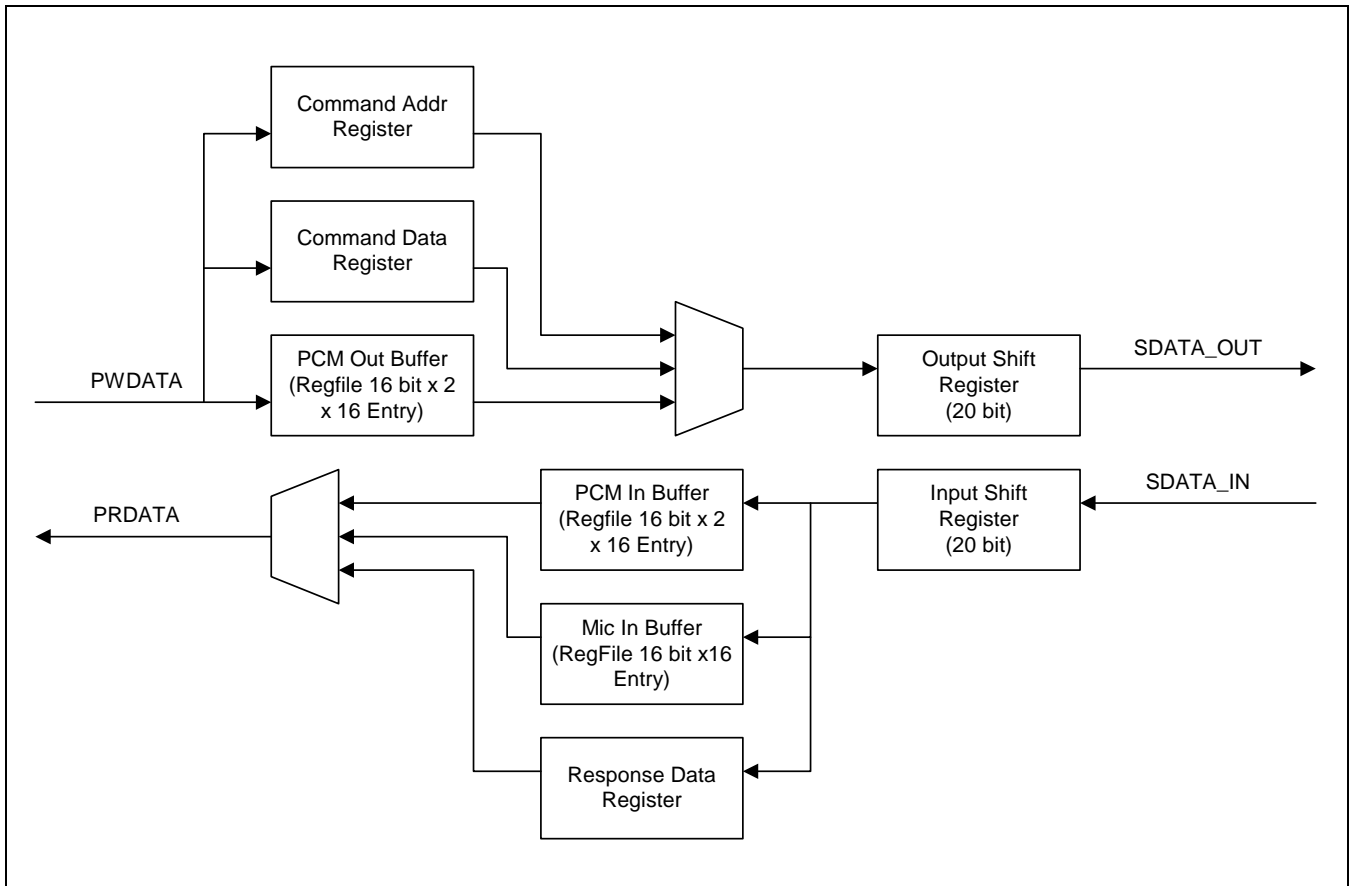 Command Addr
Register
Command Data
Register
PWDATA
PCM Out Buffer
(Regfile 16 bit x 2
x 16 Entry)
Output Shift
Register
(20 bit)
SDATA_OUT
PRDATA
PCM In Buffer
(Regfile 16 bit x 2
x 16 Entry)
Input Shift
Register
(20 bit)
SDATA_IN
Mic In Buffer
(RegFile 16 bit x16
Entry)
Response Data
Register